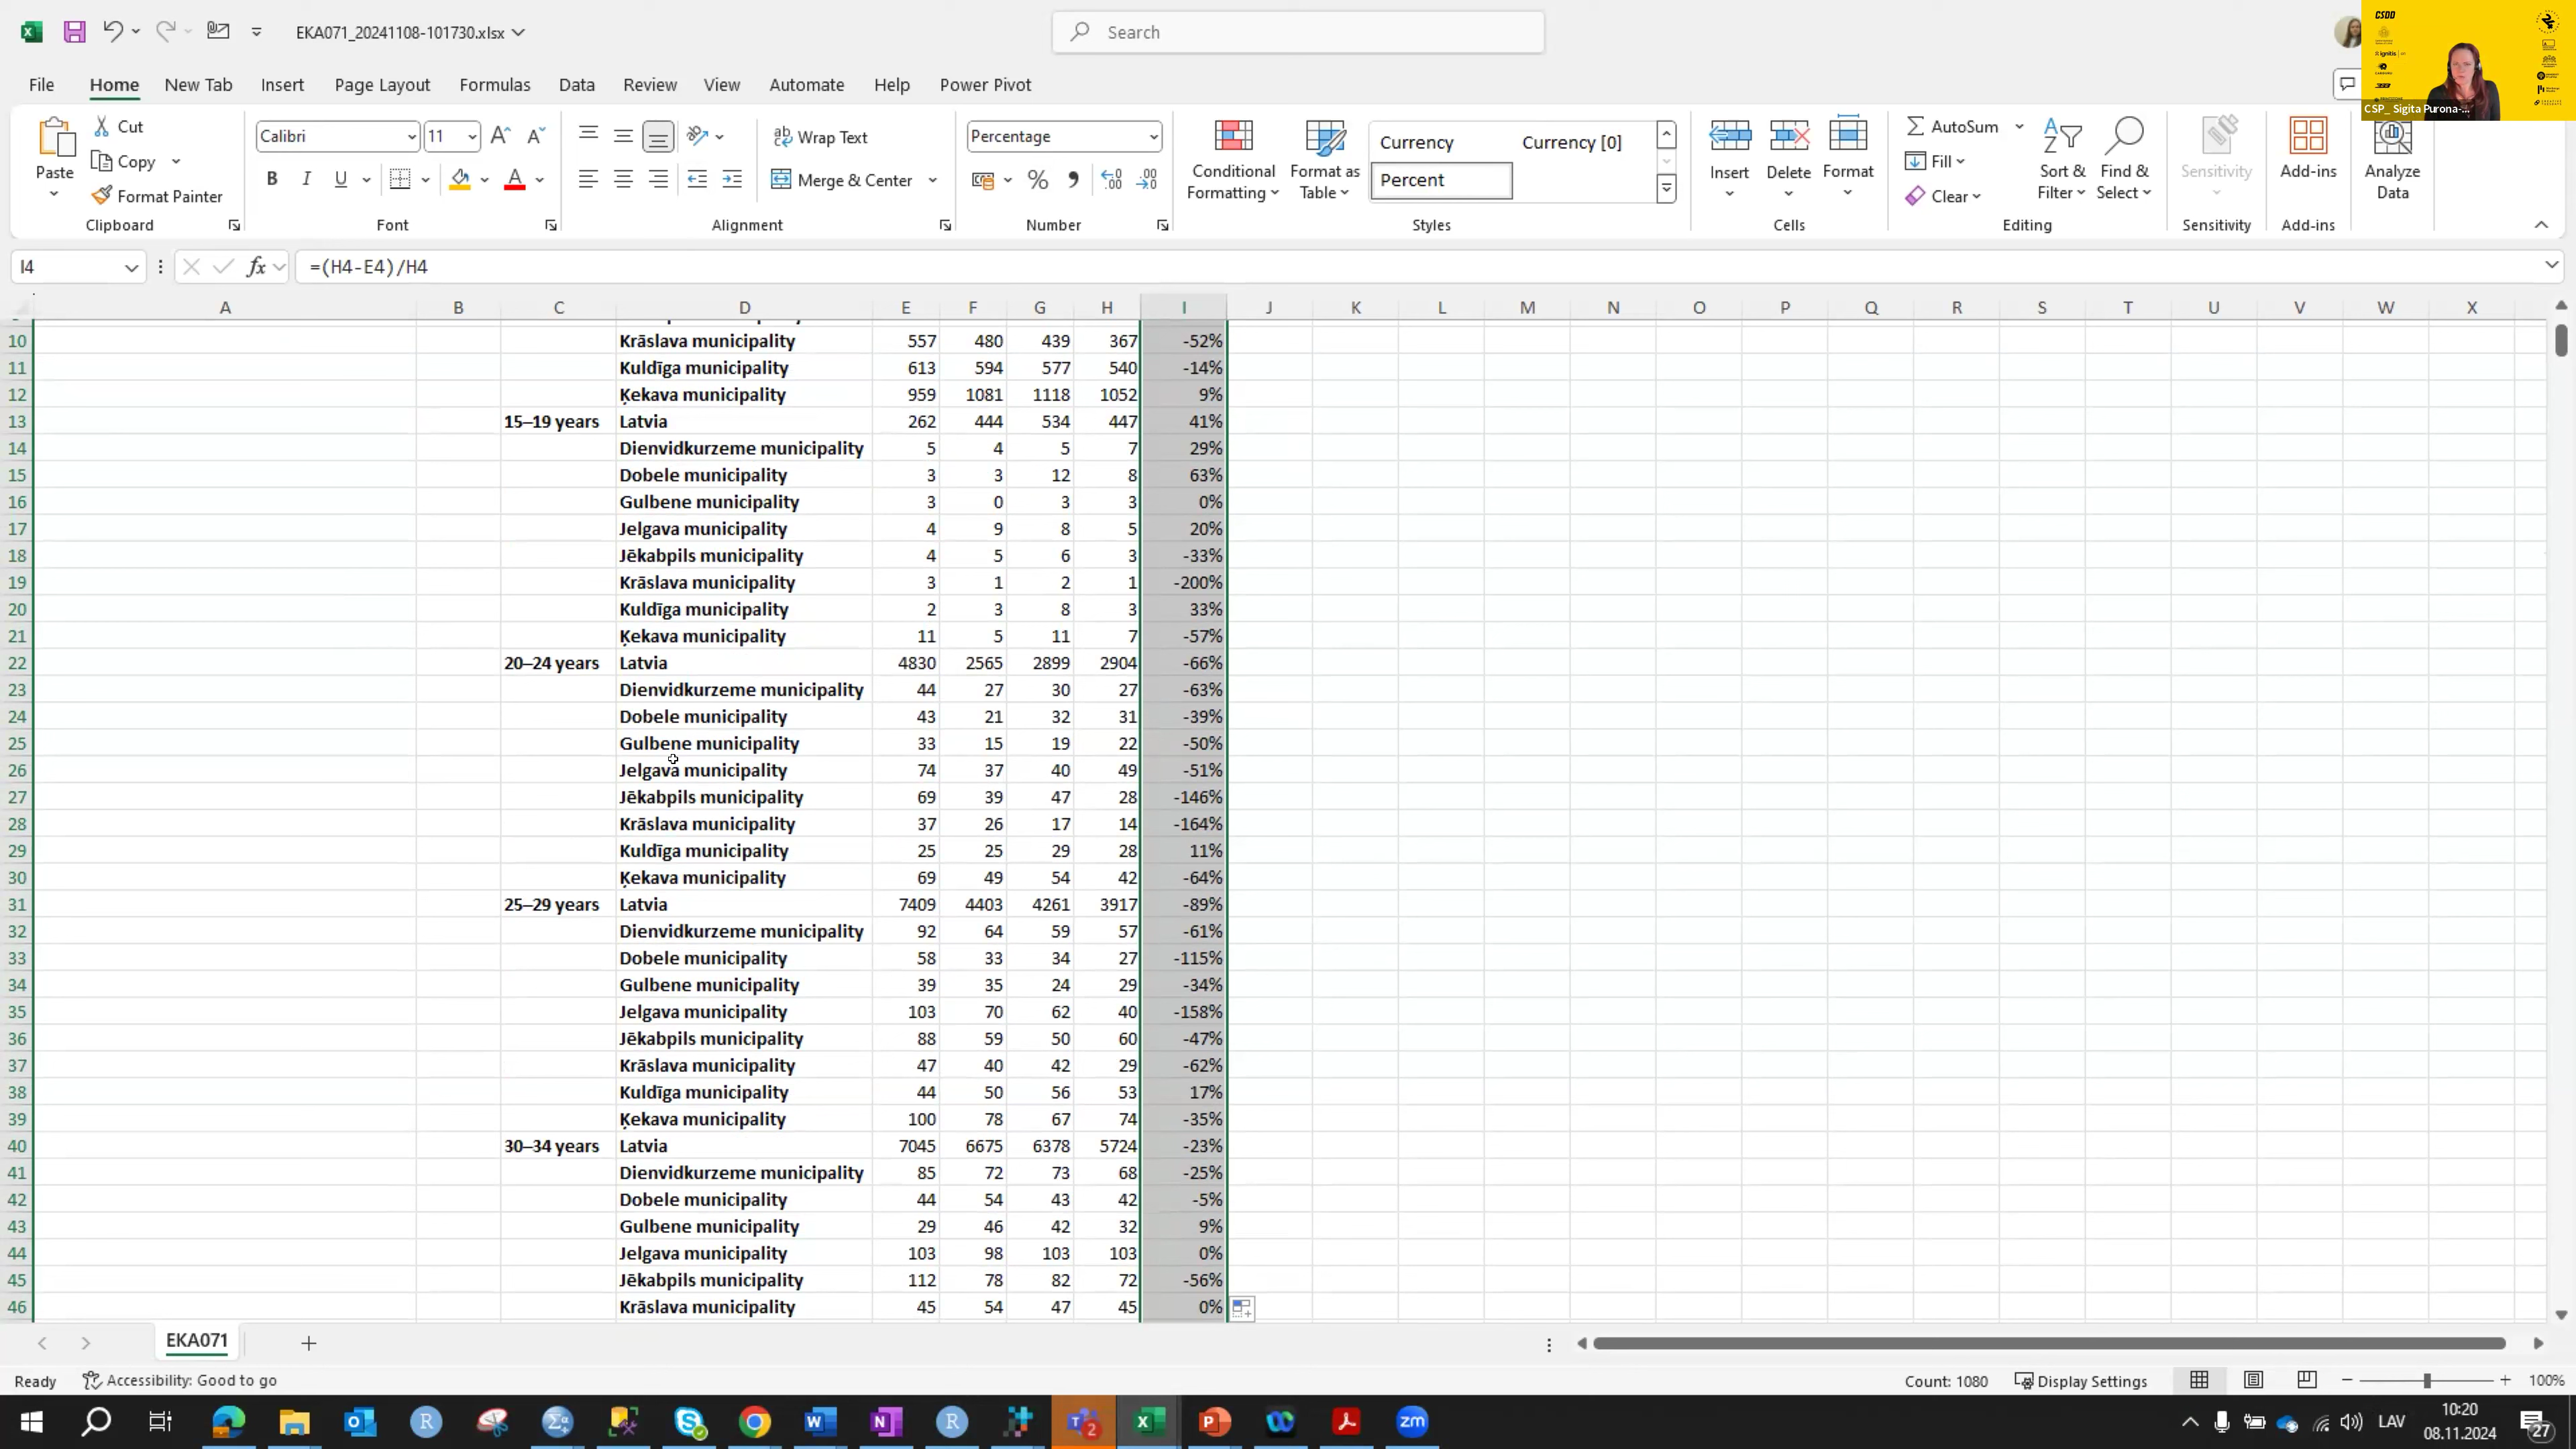 EKA071_20241108-101730.xlsx
Search
File Home New Tab Insert Page Layout Formulas Data Review View Automate Help Power Pivot
CSDD
ignitis
CSP_ Sigita Purona-...
Paste
Cut
Copy
Format Painter
Clipboard
Calibri 11
B I U
Font
Wrap Text
Merge & Center
Alignment
Percentage
Number
Conditional Formatting
Format as Table
Currency Currency [0]
Percent
Styles
Insert Delete Format
Cells
AutoSum
Fill
Clear
Sort & Filter
Find & Select
Editing
Sensitivity
Sensitivity
Add-ins
Add-ins
Analyze Data
I4 fx =(H4-E4)/H4
A B C D E F G H I J K L M N O P Q R S T U V W X
10 Krāslava municipality 557 480 439 367 -52%
11 Kuldīga municipality 613 594 577 540 -14%
12 Ķekava municipality 959 1081 1118 1052 9%
13 15–19 years Latvia 262 444 534 447 41%
14 Dienvidkurzeme municipality 5 4 5 7 29%
15 Dobele municipality 3 3 12 8 63%
16 Gulbene municipality 3 0 3 3 0%
17 Jelgava municipality 4 9 8 5 20%
18 Jēkabpils municipality 4 5 6 3 -33%
19 Krāslava municipality 3 1 2 1 -200%
20 Kuldīga municipality 2 3 8 3 33%
21 Ķekava municipality 11 5 11 7 -57%
22 20–24 years Latvia 4830 2565 2899 2904 -66%
23 Dienvidkurzeme municipality 44 27 30 27 -63%
24 Dobele municipality 43 21 32 31 -39%
25 Gulbene municipality 33 15 19 22 -50%
26 Jelgava municipality 74 37 40 49 -51%
27 Jēkabpils municipality 69 39 47 28 -146%
28 Krāslava municipality 37 26 17 14 -164%
29 Kuldīga municipality 25 25 29 28 11%
30 Ķekava municipality 69 49 54 42 -64%
31 25–29 years Latvia 7409 4403 4261 3917 -89%
32 Dienvidkurzeme municipality 92 64 59 57 -61%
33 Dobele municipality 58 33 34 27 -115%
34 Gulbene municipality 39 35 24 29 -34%
35 Jelgava municipality 103 70 62 40 -158%
36 Jēkabpils municipality 88 59 50 60 -47%
37 Krāslava municipality 47 40 42 29 -62%
38 Kuldīga municipality 44 50 56 53 17%
39 Ķekava municipality 100 78 67 74 -35%
40 30–34 years Latvia 7045 6675 6378 5724 -23%
41 Dienvidkurzeme municipality 85 72 73 68 -25%
42 Dobele municipality 44 54 43 42 -5%
43 Gulbene municipality 29 46 42 32 9%
44 Jelgava municipality 103 98 103 103 0%
45 Jēkabpils municipality 112 78 82 72 -56%
46 Krāslava municipality 45 54 47 45 0%
EKA071
Ready Accessibility: Good to go Count: 1080 Display Settings 100%
zm
LAV
10:20
08.11.2024
27